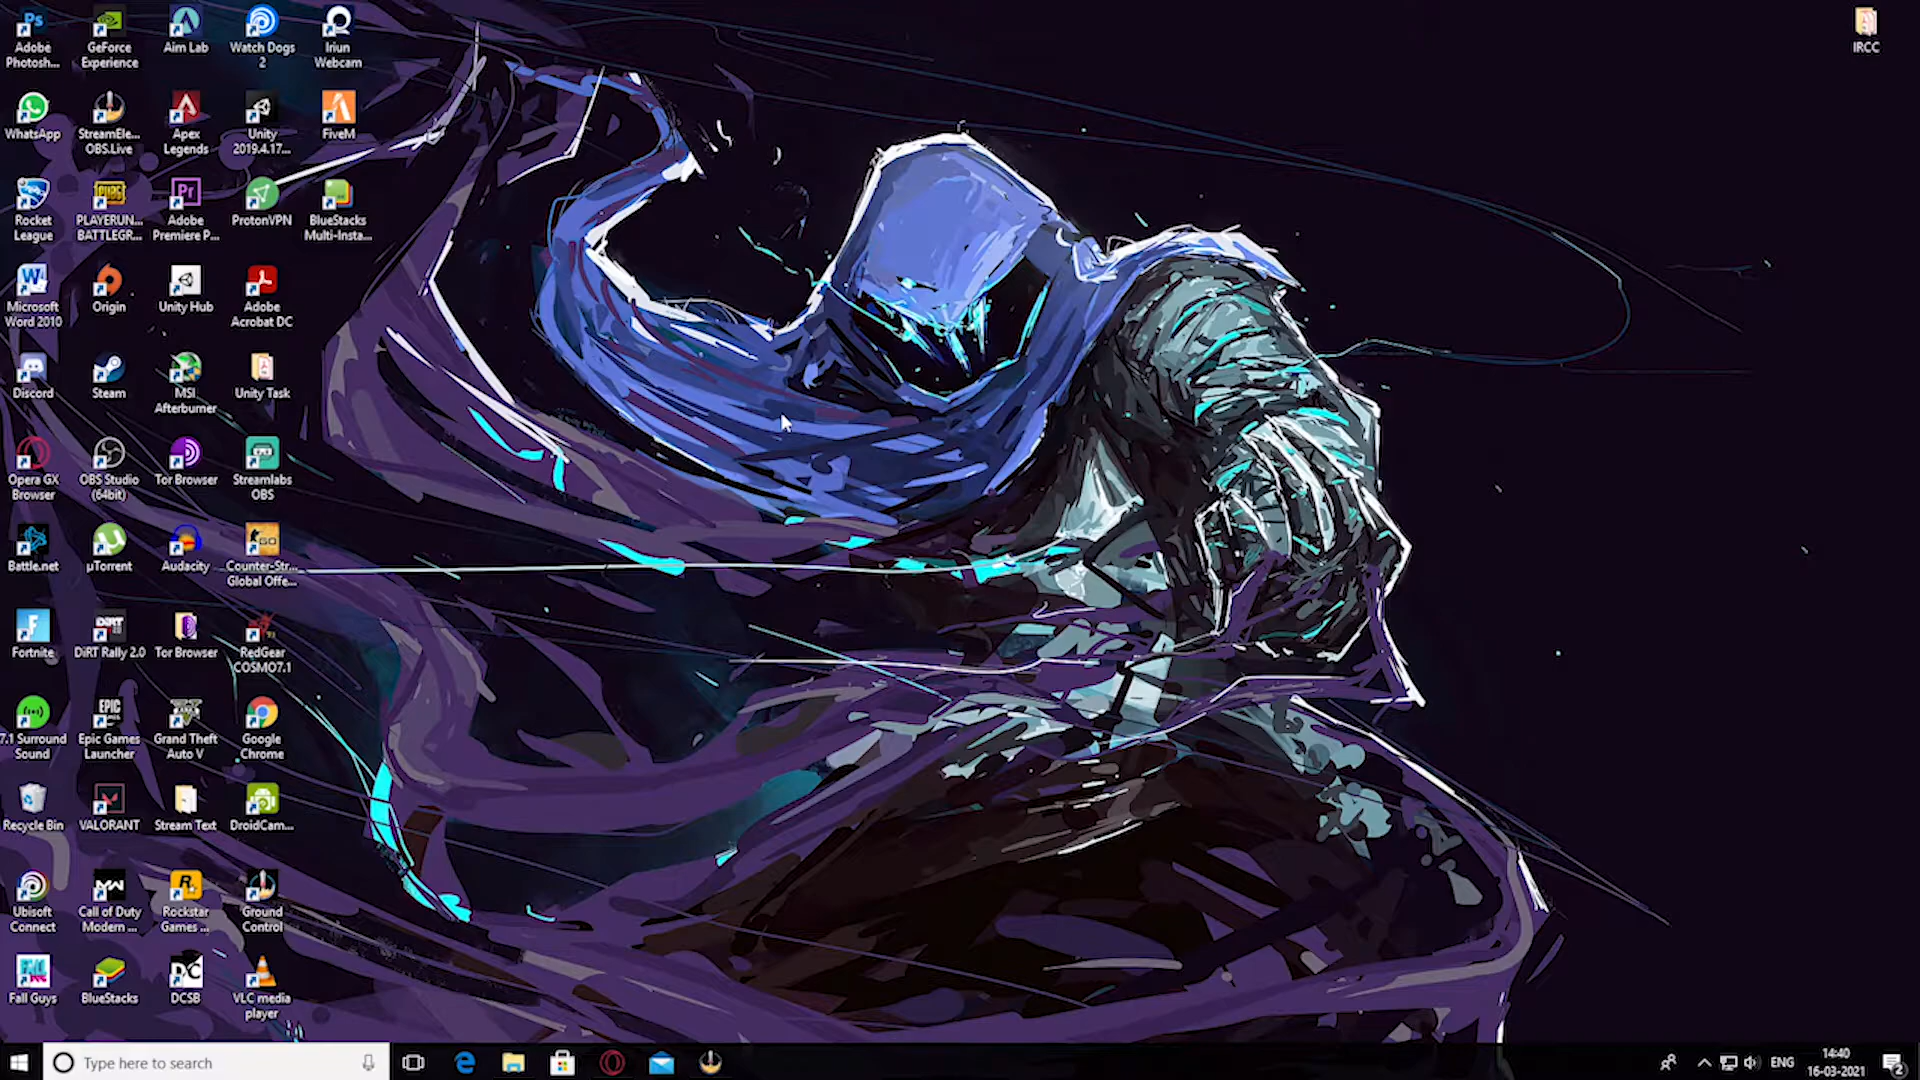 Adobe
Photosh...
GeForce
Experience
Aim Lab
Watch Dogs
2
Iriun
Webcam
IRCC
WhatsApp
StreamEle...
OBS.Live
Apex
Legends
Unity
2019.4.17...
FiveM
Rocket
League
PLAYERUN...
BATTLEGR...
Adobe
Premiere P...
ProtonVPN
BlueStacks
Multi-Insta...
Microsoft
Word 2010
Origin
Unity Hub
Adobe
Acrobat DC
Discord
Steam
MSI
Afterburner
Unity Task
Opera GX
Browser
OBS Studio
(64bit)
Tor Browser
Streamlabs
OBS
Battle.net
µTorrent
Audacity
Counter-Str...
Global Offe...
Fortnite
DiRT Rally 2.0
Tor Browser
RedGear
COSMO7.1
7.1 Surround
Sound
Epic Games
Launcher
Grand Theft
Auto V
Google
Chrome
Recycle Bin
VALORANT
Stream Text
DroidCam...
Ubisoft
Connect
Call of Duty
Modern ...
Rockstar
Games ...
Ground
Control
Fall Guys
BlueStacks
DCSB
VLC media
player
Type here to search
ENG
14:40
16-03-2021
2